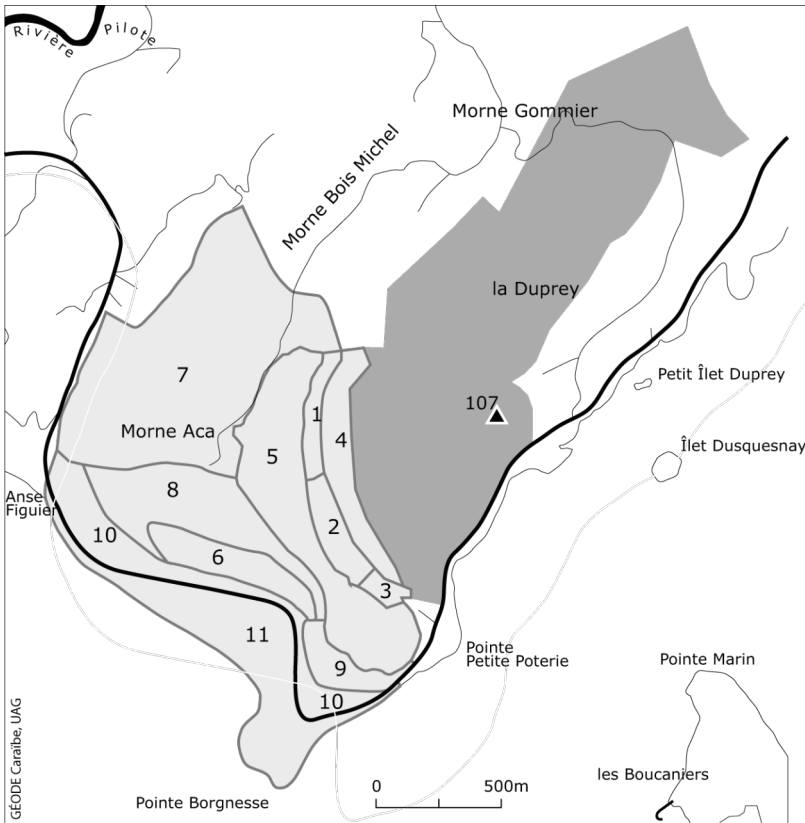 Rivière Pilote
Morne Gommier
Morne Bois Michel
la Duprey
7
107
Petit Îlet Duprey
1
Morne Aca
4
5
Îlet Dusquesnay
8
Anse
Figuier
10
2
6
3
11
Pointe
Petite Poterie
9
Pointe Marin
10
les Boucaniers
0 500m
Pointe Borgnesse
GÉODE Caraïbe, UAG